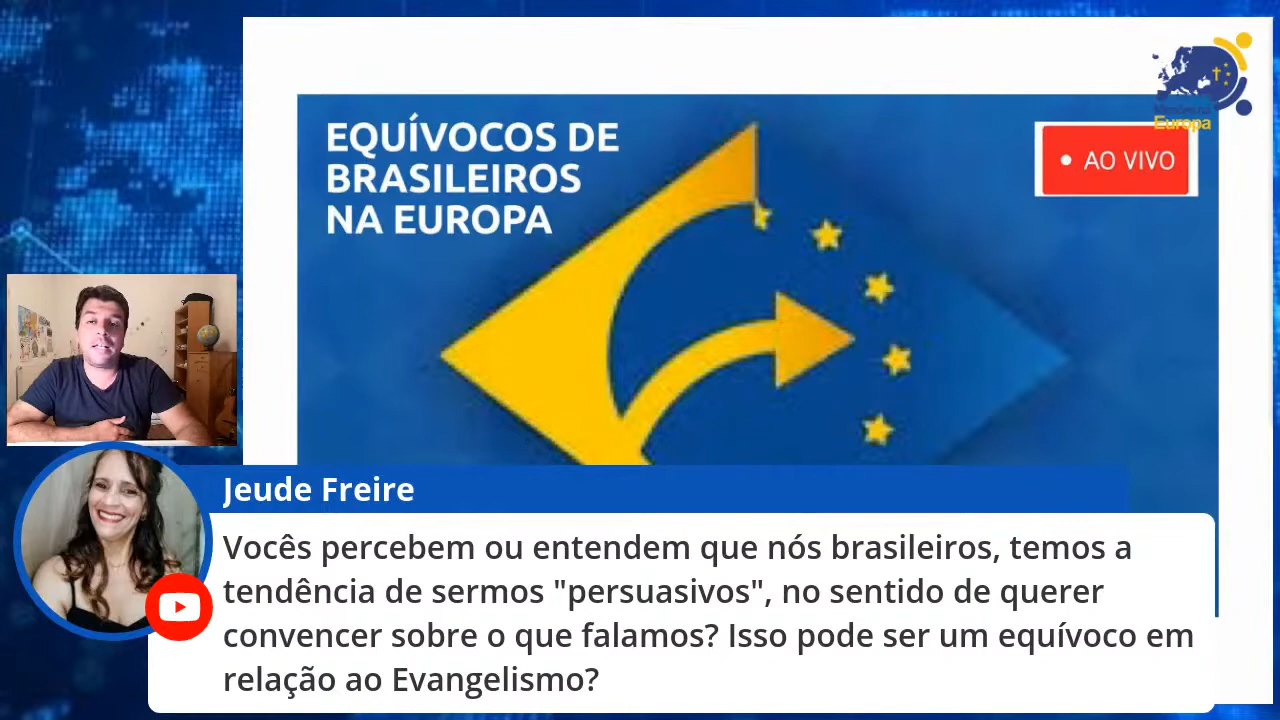 EQUÍVOCOS DE
BRASILEIROS
NA EUROPA
Europa
• AO VIVO
Jeude Freire
Vocês percebem ou entendem que nós brasileiros, temos a
tendência de sermos "persuasivos", no sentido de querer
convencer sobre o que falamos? Isso pode ser um equívoco em
relação ao Evangelismo?